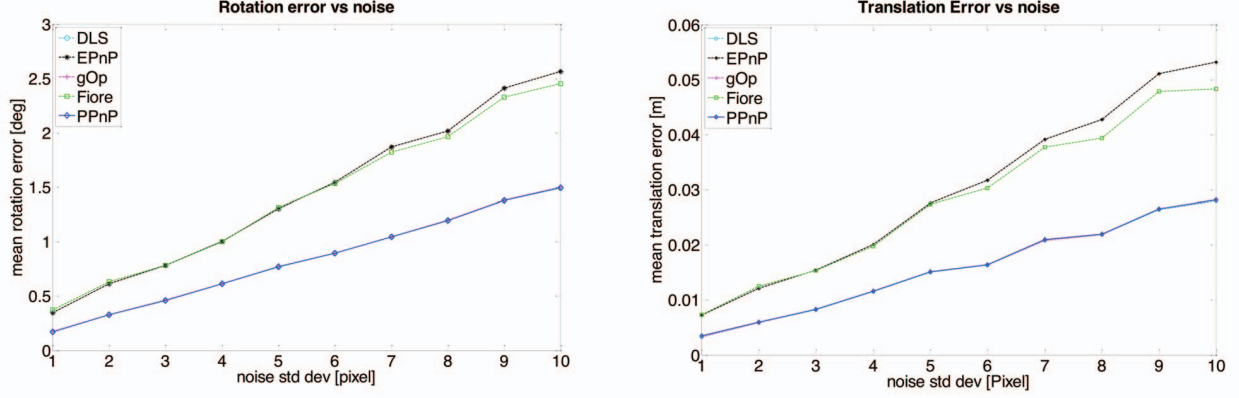 Rotation error vs noise
3
2.5
2
1.5
1
0.5
0
mean rotation error [deg]
DLS
EPnP
gOp
Fiore
PPnP
1 2 3 4 5 6 7 8 9 10
noise std dev [pixel]
Translation Error vs noise
0.06
0.05
0.04
0.03
0.02
0.01
0
mean translation error [m]
DLS
EPnP
gOp
Fiore
PPnP
1 2 3 4 5 6 7 8 9 10
noise std dev [Pixel]